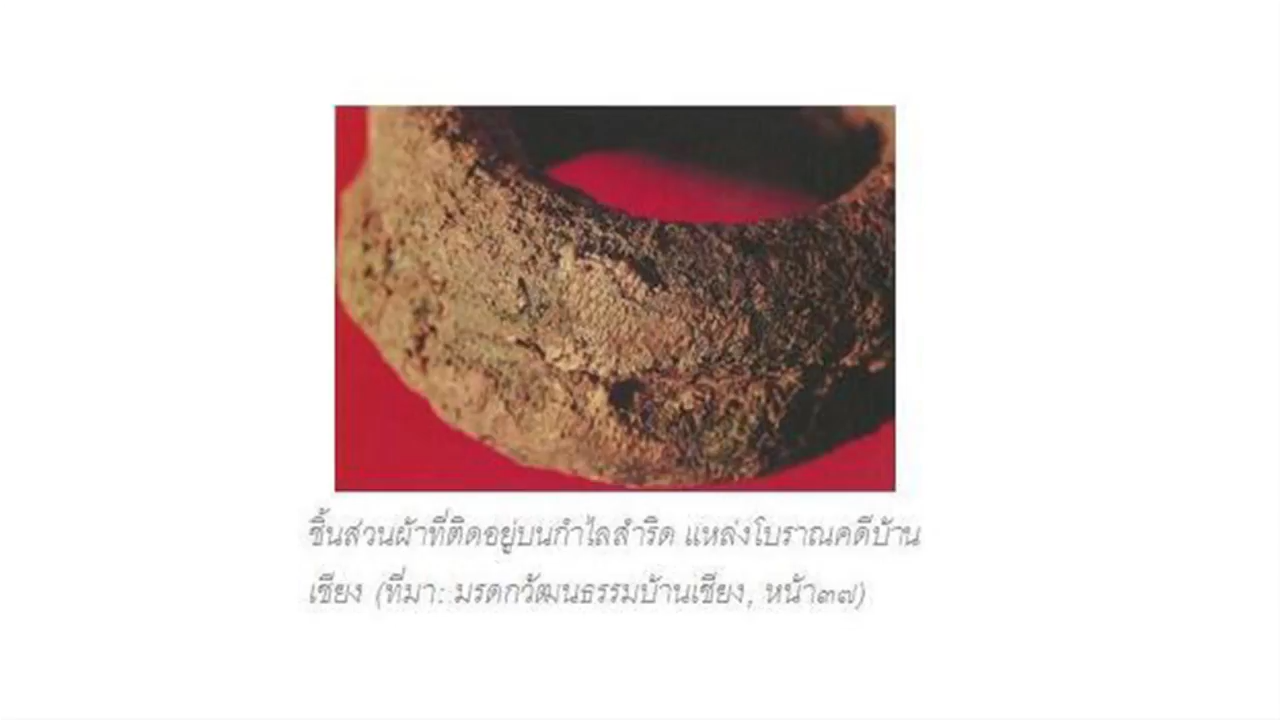 ชิ้นส่วนผ้าที่ติดอยู่บนกำไลสำริด แหล่งโบราณคดีบ้าน
เชียง (ที่มา: มรดกวัฒนธรรมบ้านเชียง, หน้า๓๗)